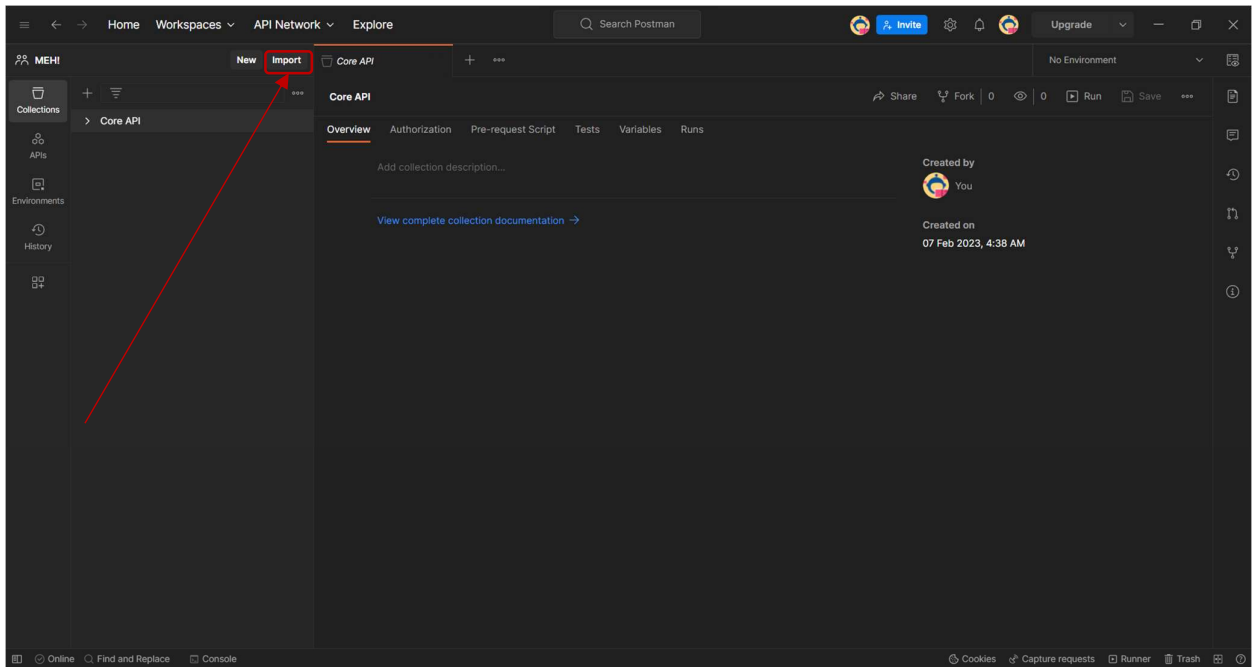 Home Workspaces API Network Explore Search Postman Invite Upgrade
MEH! New Import Core API No Environment
Collections
APIs
Environments
History
Core API
Core API Share Fork 0 0 Run Save
Overview Authorization Pre-request Script Tests Variables Runs
Add collection description...
View complete collection documentation →
Created by
You
Created on
07 Feb 2023, 4:38 AM
Online Find and Replace Console Cookies Capture requests Runner Trash